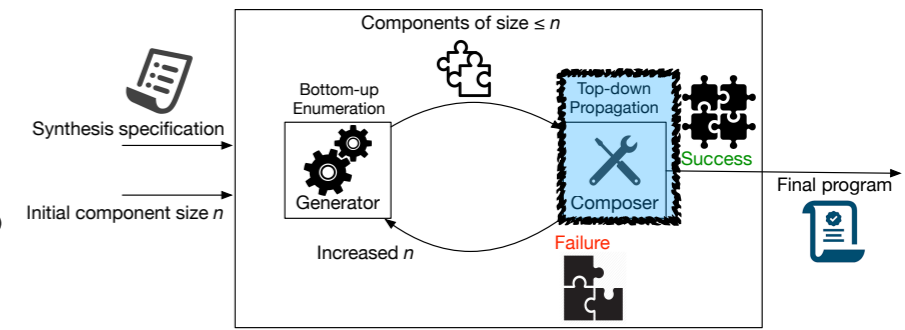 Components of size ≤ n
Bottom-up
Enumeration
Top-down
Propagation
Synthesis specification
Success
Final program
Generator
Composer
Initial component size n
Failure
Increased n